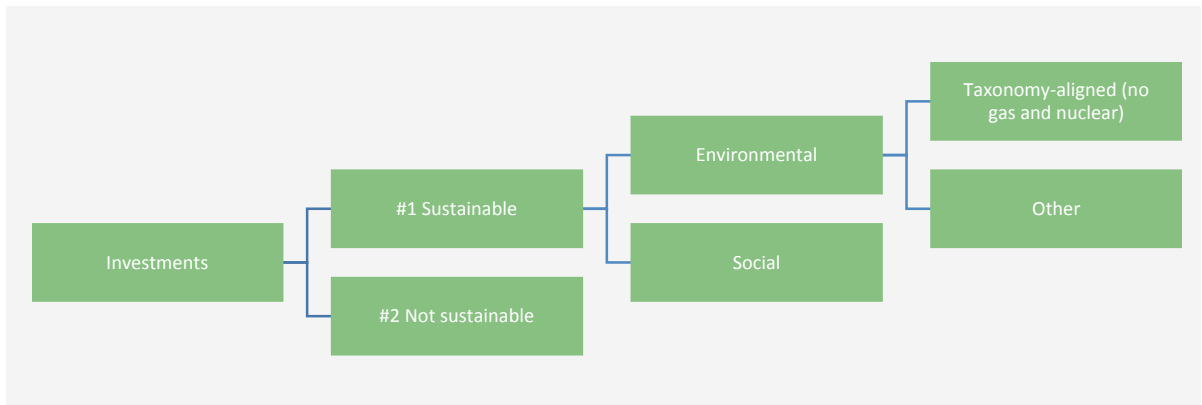 Investments
#1 Sustainable
#2 Not sustainable
Environmental
Social
Taxonomy-aligned (no
gas and nuclear)
Other